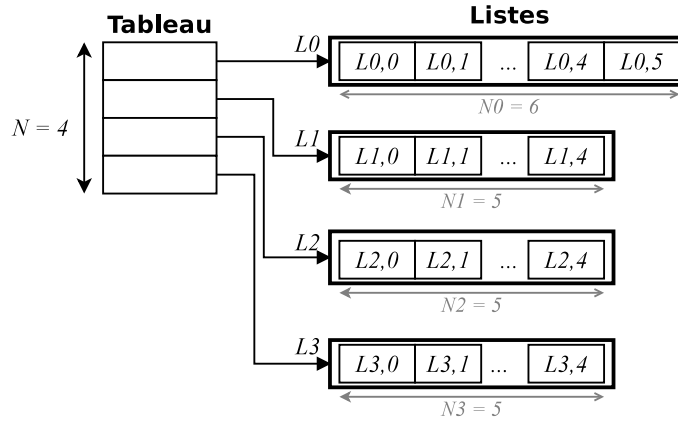 Tableau
Listes
N = 4
L0
L0,0 L0,1 ... L0,4 L0,5
N0 = 6
L1
L1,0 L1,1 ... L1,4
N1 = 5
L2
L2,0 L2,1 ... L2,4
N2 = 5
L3
L3,0 L3,1 ... L3,4
N3 = 5